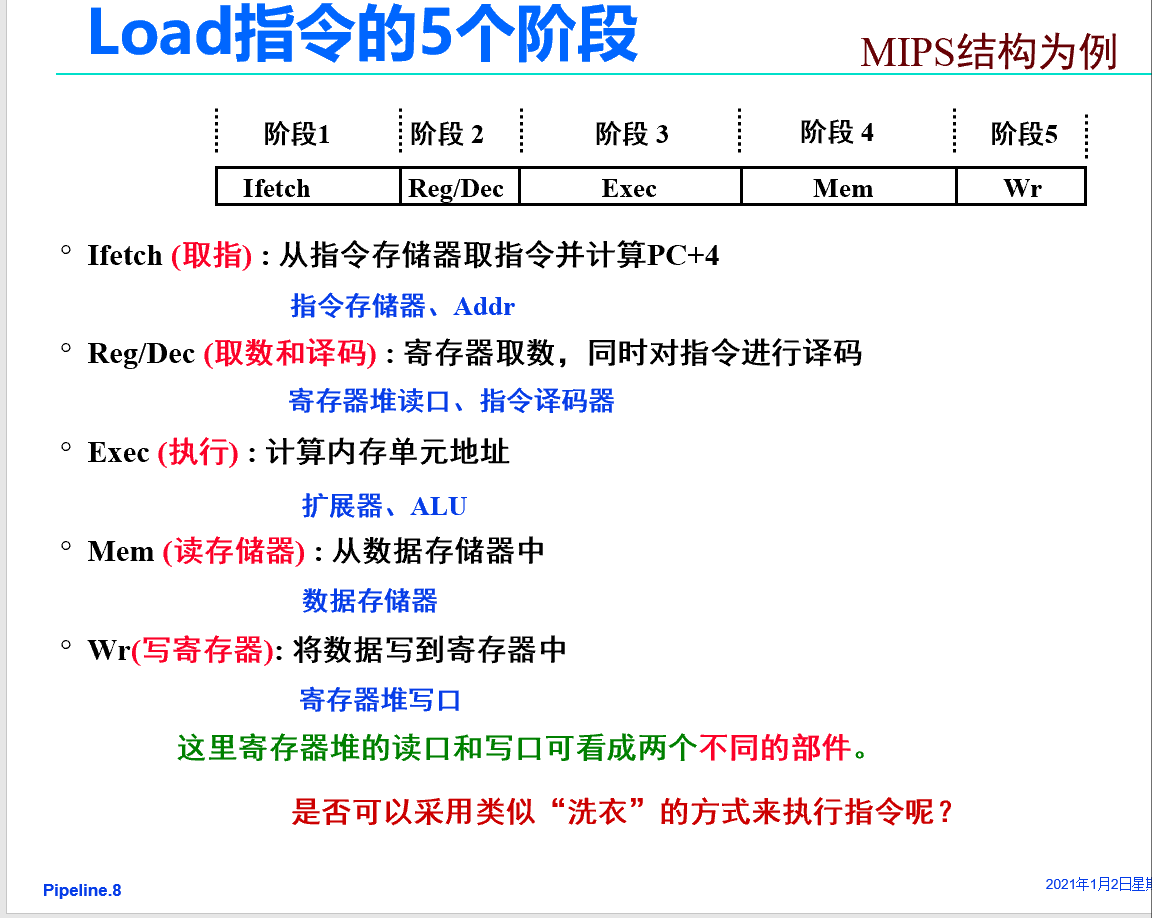 Load指令的5个阶段
MIPS结构为例
阶段1 阶段 2 阶段 3 阶段 4 阶段5
Ifetch Reg/Dec Exec Mem Wr
° Ifetch (取指) : 从指令存储器取指令并计算PC+4
指令存储器、Addr
° Reg/Dec (取数和译码) : 寄存器取数，同时对指令进行译码
寄存器堆读口、指令译码器
° Exec (执行) : 计算内存单元地址
扩展器、ALU
° Mem (读存储器) : 从数据存储器中
数据存储器
° Wr(写寄存器): 将数据写到寄存器中
寄存器堆写口
这里寄存器堆的读口和写口可看成两个不同的部件。
是否可以采用类似“洗衣”的方式来执行指令呢？
Pipeline.8
2021年1月2日星